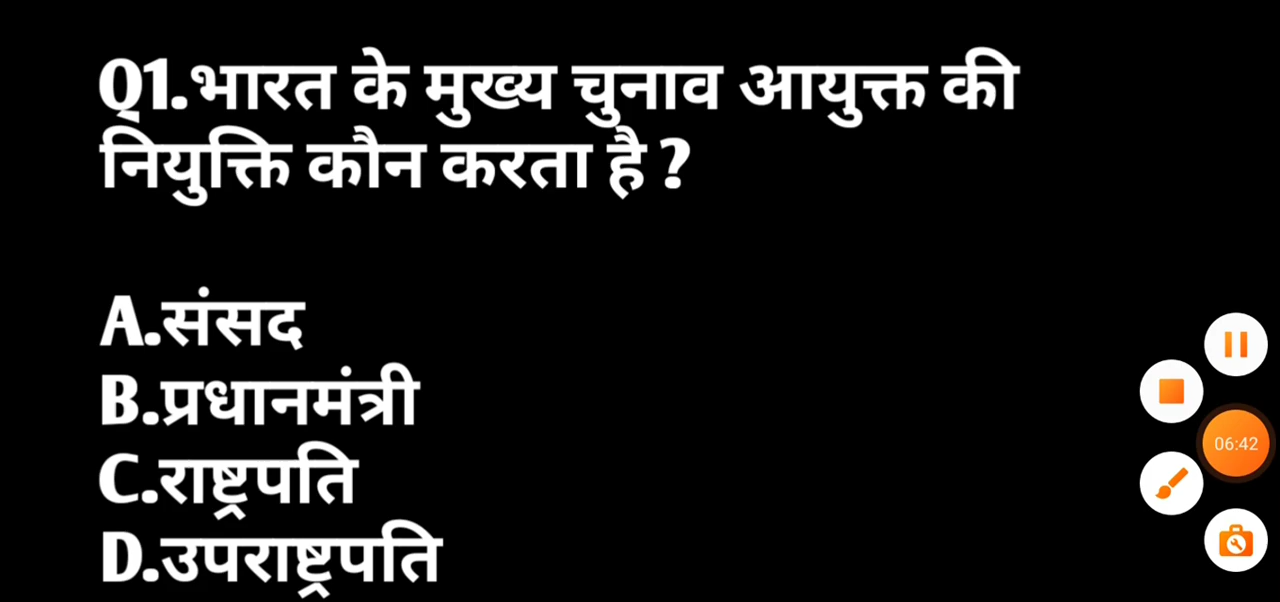 Q1.भारत के मुख्य चुनाव आयुक्त की
नियुक्ति कौन करता है ?
A.संसद
B.प्रधानमंत्री
C.राष्ट्रपति
D.उपराष्ट्रपति
06:42